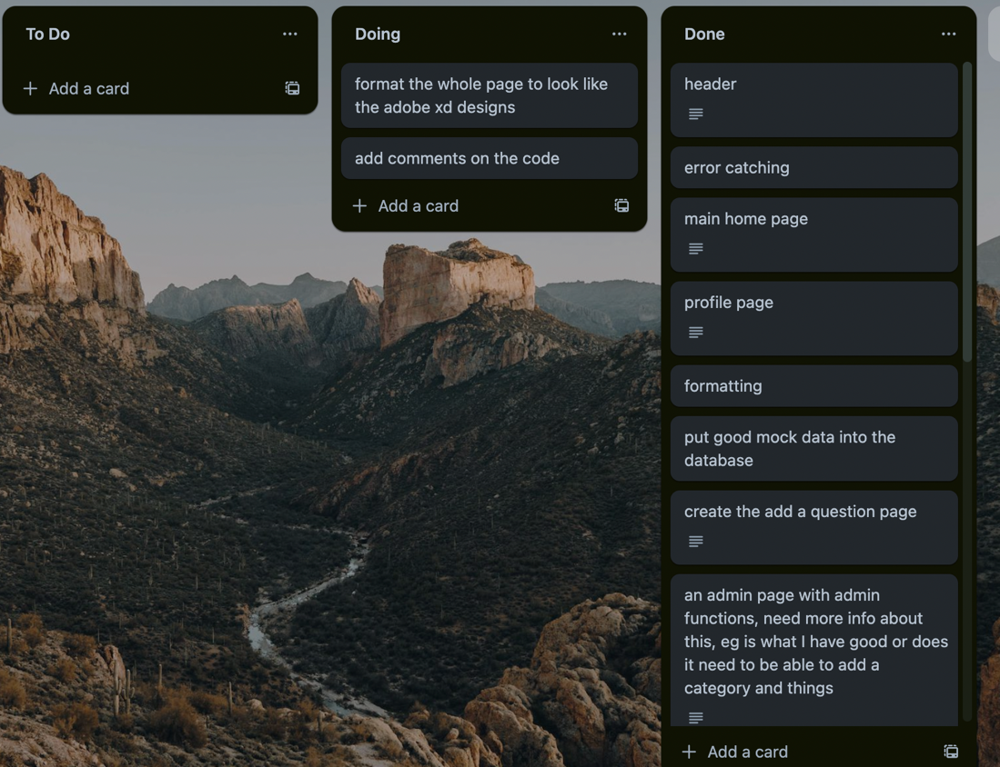 To Do
Add a card
Doing
format the whole page to look like
the adobe xd designs
add comments on the code
Add a card
Done
header
error catching
main home page
profile page
formatting
put good mock data into the
database
create the add a question page
an admin page with admin
functions, need more info about
this, eg is what I have good or does
it need to be able to add a
category and things
Add a card